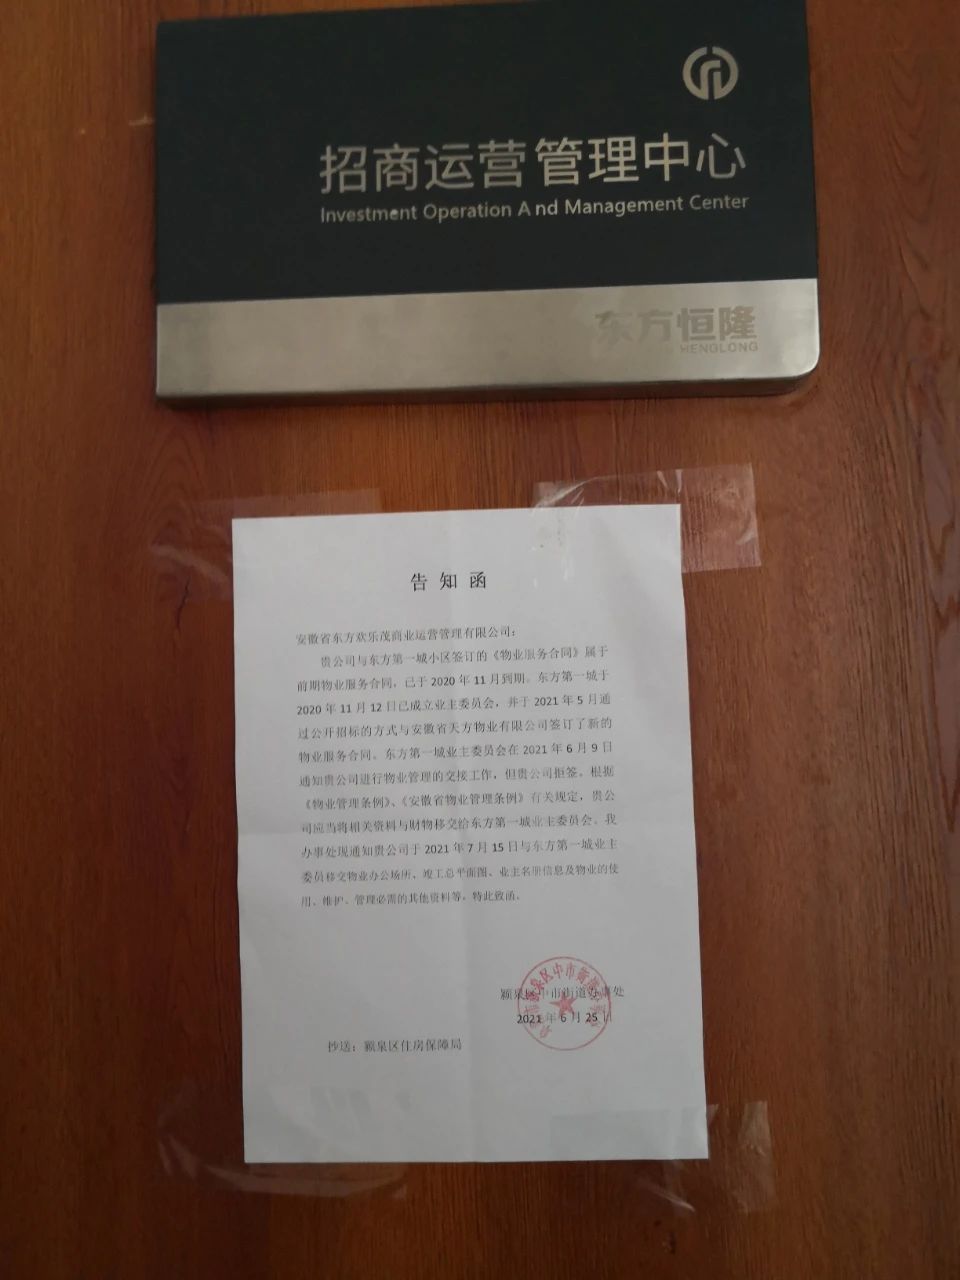 招商运营管理中心
Investment Operation And Management Center
东方恒隆
HENGLONG
告知函
安徽省东方欢乐茂商业运营管理有限公司：
贵公司与东方第一城小区签订的《物业服务合同》属于
前期物业服务合同，已于2020年11月到期。东方第一城于
2020年11月12日已成立业主委员会，并于2021年5月通
过公开招标的方式与安徽省天方物业有限公司签订了新的
物业服务合同。东方第一城业主委员会在2021年6月9日
通知贵公司进行物业管理的交接工作，但贵公司拒签。根据
《物业管理条例》、《安徽省物业管理条例》有关规定，贵公
司应当将相关资料与财物移交给东方第一城业主委员会。我
办事处现通知贵公司于2021年7月15日与东方第一城业主
委员移交物业办公场所、竣工总平面图、业主名册信息及物业的使
用、维护、管理必需的其他资料等，特此致函。
颍泉区中市街道办事处
2021年6月25日
抄送：颍泉区住房保障局